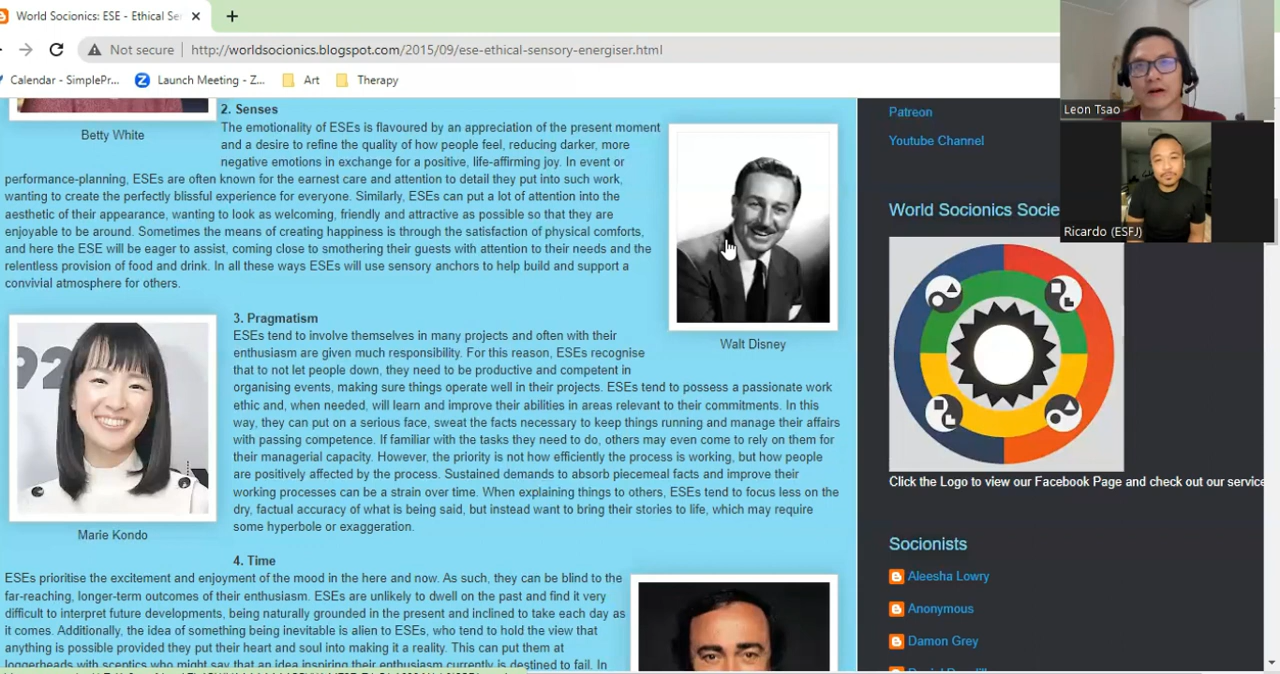 World Socionics: ESE - Ethical Se
Not secure
http://worldsocionics.blogspot.com/2015/09/ese-ethical-sensory-energiser.html
Calendar - SimplePr...
Launch Meeting - Z...
Art
Therapy
Leon Tsao
Ricardo (ESFJ)
Betty White
2. Senses
The emotionality of ESEs is flavoured by an appreciation of the present moment
and a desire to refine the quality of how people feel, reducing darker, more
negative emotions in exchange for a positive, life-affirming joy. In event or
performance-planning, ESEs are often known for the earnest care and attention to detail they put into such work,
wanting to create the perfectly blissful experience for everyone. Similarly, ESEs can put a lot of attention into the
aesthetic of their appearance, wanting to look as welcoming, friendly and attractive as possible so that they are
enjoyable to be around. Sometimes the means of creating happiness is through the satisfaction of physical comforts,
and here the ESE will be eager to assist, coming close to smothering their guests with attention to their needs and the
relentless provision of food and drink. In all these ways ESEs will use sensory anchors to help build and support a
convivial atmosphere for others.
Walt Disney
3. Pragmatism
ESEs tend to involve themselves in many projects and often with their
enthusiasm are given much responsibility. For this reason, ESEs recognise
that to not let people down, they need to be productive and competent in
organising events, making sure things operate well in their projects. ESEs tend to possess a passionate work
ethic and, when needed, will learn and improve their abilities in areas relevant to their commitments. In this
way, they can put on a serious face, sweat the facts necessary to keep things running and manage their affairs
with passing competence. If familiar with the tasks they need to do, others may even come to rely on them for
their managerial capacity. However, the priority is not how efficiently the process is working, but how people
are positively affected by the process. Sustained demands to absorb piecemeal facts and improve their
working processes can be a strain over time. When explaining things to others, ESEs tend to focus less on the
dry, factual accuracy of what is being said, but instead want to bring their stories to life, which may require
some hyperbole or exaggeration.
92
Marie Kondo
4. Time
ESEs prioritise the excitement and enjoyment of the mood in the here and now. As such, they can be blind to the
far-reaching, longer-term outcomes of their enthusiasm. ESEs are unlikely to dwell on the past and find it very
difficult to interpret future developments, being naturally grounded in the present and inclined to take each day as
it comes. Additionally, the idea of something being inevitable is alien to ESEs, who tend to hold the view that
anything is possible provided they put their heart and soul into making it a reality. This can put them at
loggerheads with sceptics who might say that an idea inspiring their enthusiasm currently is destined to fail. In
Patreon
Youtube Channel
World Socionics Socie
Click the Logo to view our Facebook Page and check out our service
Socionists
Aleesha Lowry
Anonymous
Damon Grey